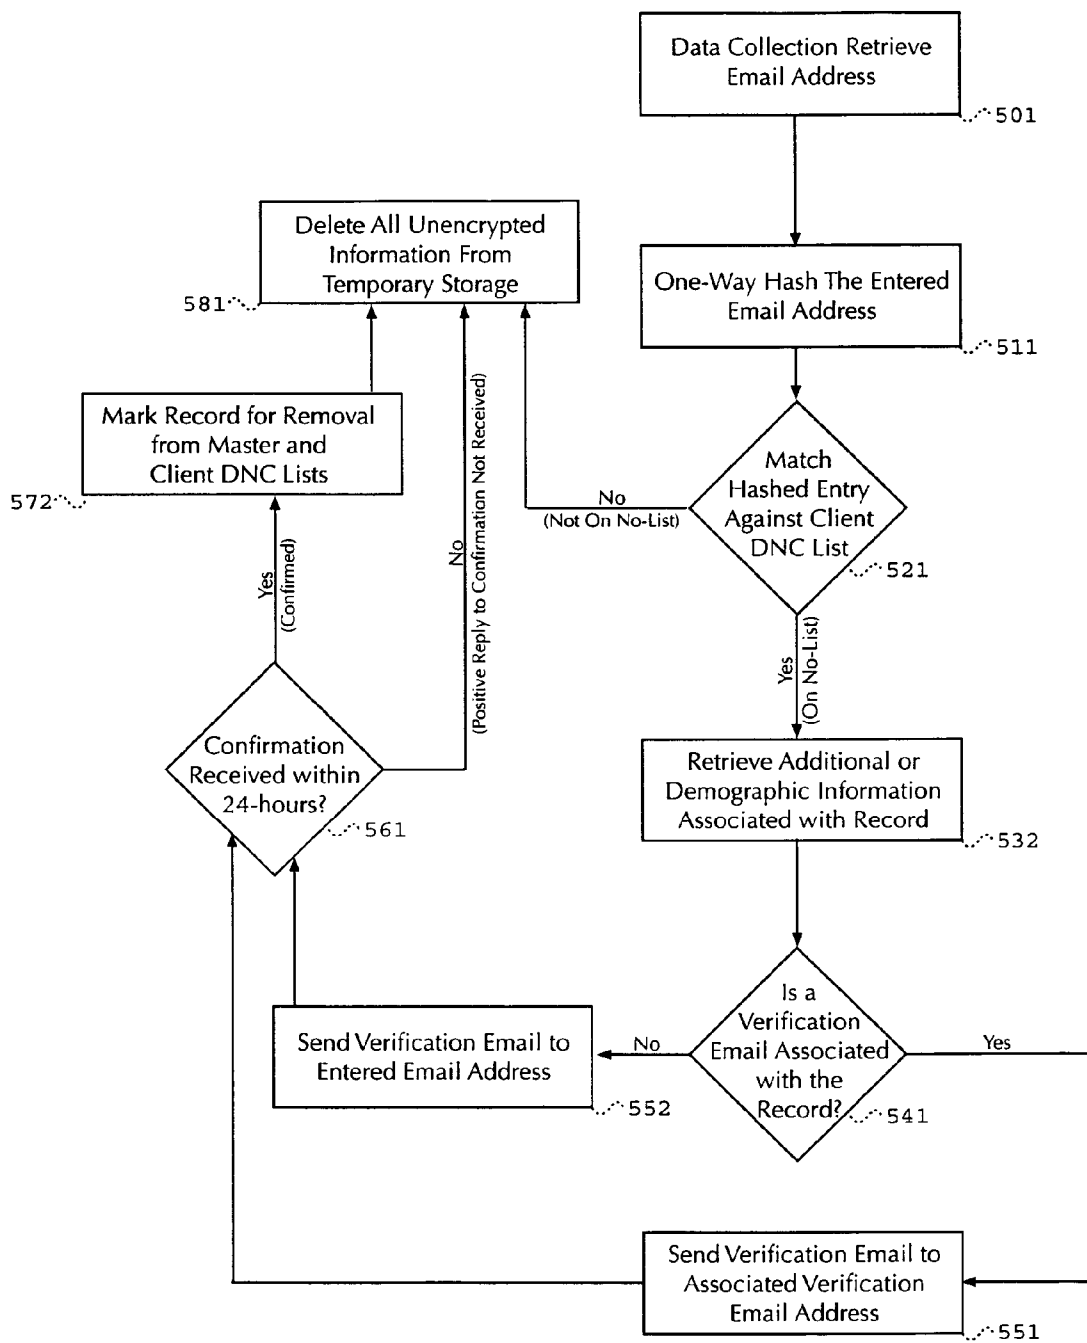 Data Collection Retrieve
Email Address
501
Delete All Unencrypted
Information From
Temporary Storage
581
One-Way Hash The Entered
Email Address
511
Mark Record for Removal
from Master and
Client DNC Lists
572
Match
Hashed Entry
Against Client
DNC List
521
No
(Not On No-List)
No
(Positive Reply to Confirmation Not Received)
Yes
(Confirmed)
Yes
(On No-List)
Confirmation
Received within
24-hours?
561
Retrieve Additional or
Demographic Information
Associated with Record
532
Is a
Verification
Email Associated
with the
Record?
541
No
Yes
Send Verification Email to
Entered Email Address
552
Send Verification Email to
Associated Verification
Email Address
551